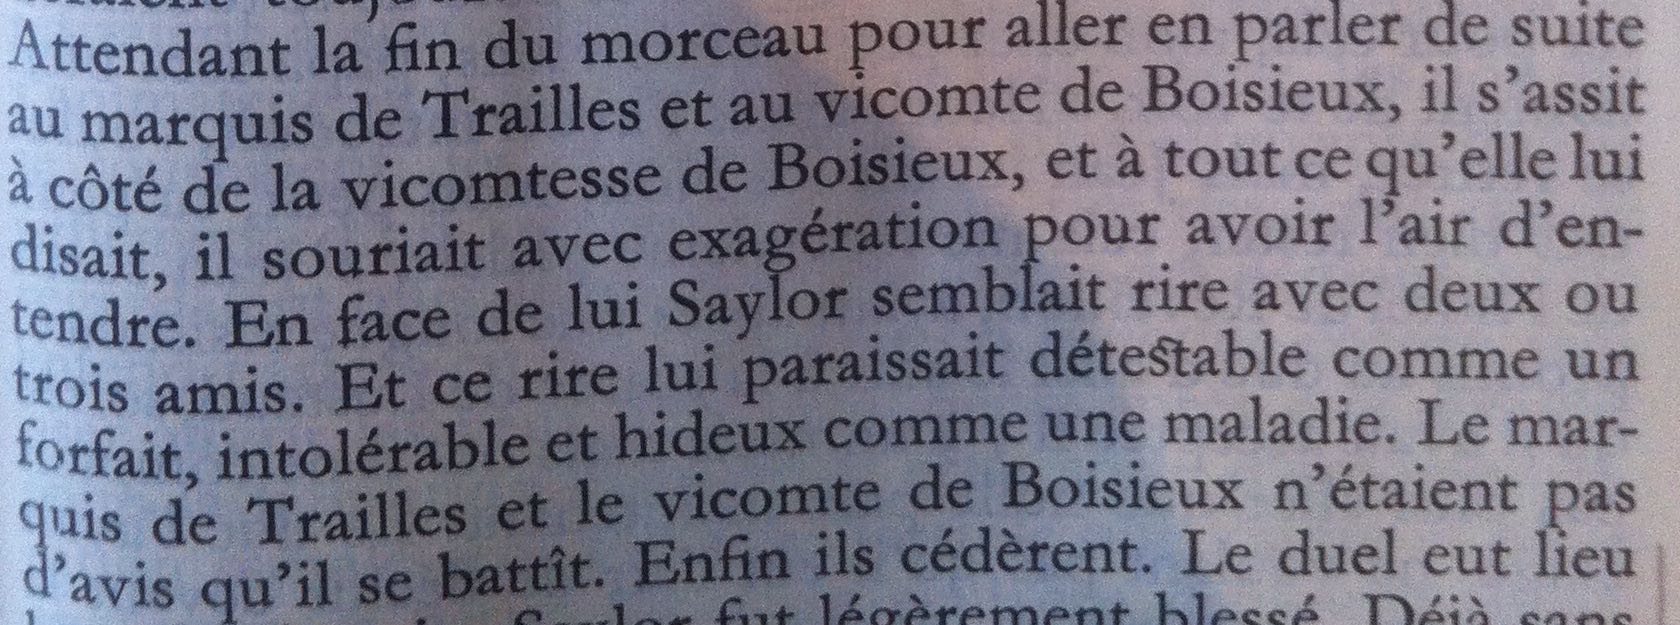 Attendant la fin du morceau pour aller en parler de suite
au marquis de Trailles et au vicomte de Boisieux, il s'assit
à côté de la vicomtesse de Boisieux, et à tout ce qu'elle lui
disait, il souriait avec exagération pour avoir l'air d'en-
tendre. En face de lui Saylor semblait rire avec deux ou
trois amis. Et ce rire lui paraissait détestable comme un
forfait, intolérable et hideux comme une maladie. Le mar-
quis de Trailles et le vicomte de Boisieux n'étaient pas
d'avis qu'il se battît. Enfin ils cédèrent. Le duel eut lieu
Saylor fut légèrement blessé. Déjà sans